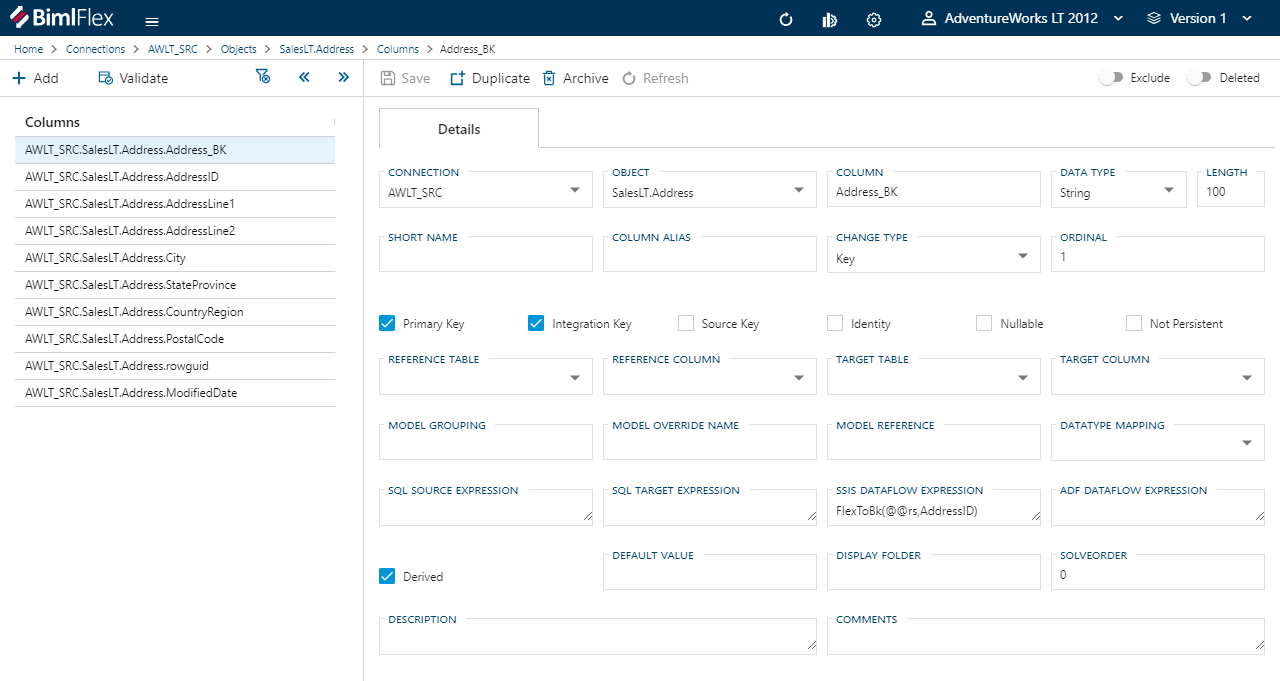 BimlFlex
AdventureWorks LT 2012
Version 1
Home > Connections > AWLT_SRC > Objects > SalesLT.Address > Columns > Address_BK
Add
Validate
Save
Duplicate
Archive
Refresh
Exclude
Deleted
Columns
AWLT_SRC.SalesLT.Address.Address_BK
AWLT_SRC.SalesLT.Address.AddressID
AWLT_SRC.SalesLT.Address.AddressLine1
AWLT_SRC.SalesLT.Address.AddressLine2
AWLT_SRC.SalesLT.Address.City
AWLT_SRC.SalesLT.Address.StateProvince
AWLT_SRC.SalesLT.Address.CountryRegion
AWLT_SRC.SalesLT.Address.PostalCode
AWLT_SRC.SalesLT.Address.rowguid
AWLT_SRC.SalesLT.Address.ModifiedDate
Details
CONNECTION
AWLT_SRC
OBJECT
SalesLT.Address
COLUMN
Address_BK
DATA TYPE
String
LENGTH
100
SHORT NAME
COLUMN ALIAS
CHANGE TYPE
Key
ORDINAL
1
Primary Key
Integration Key
Source Key
Identity
Nullable
Not Persistent
REFERENCE TABLE
REFERENCE COLUMN
TARGET TABLE
TARGET COLUMN
MODEL GROUPING
MODEL OVERRIDE NAME
MODEL REFERENCE
DATATYPE MAPPING
SQL SOURCE EXPRESSION
SQL TARGET EXPRESSION
SSIS DATAFLOW EXPRESSION
FlexToBk(@@rs,AddressID)
ADF DATAFLOW EXPRESSION
Derived
DEFAULT VALUE
DISPLAY FOLDER
SOLVEORDER
0
DESCRIPTION
COMMENTS